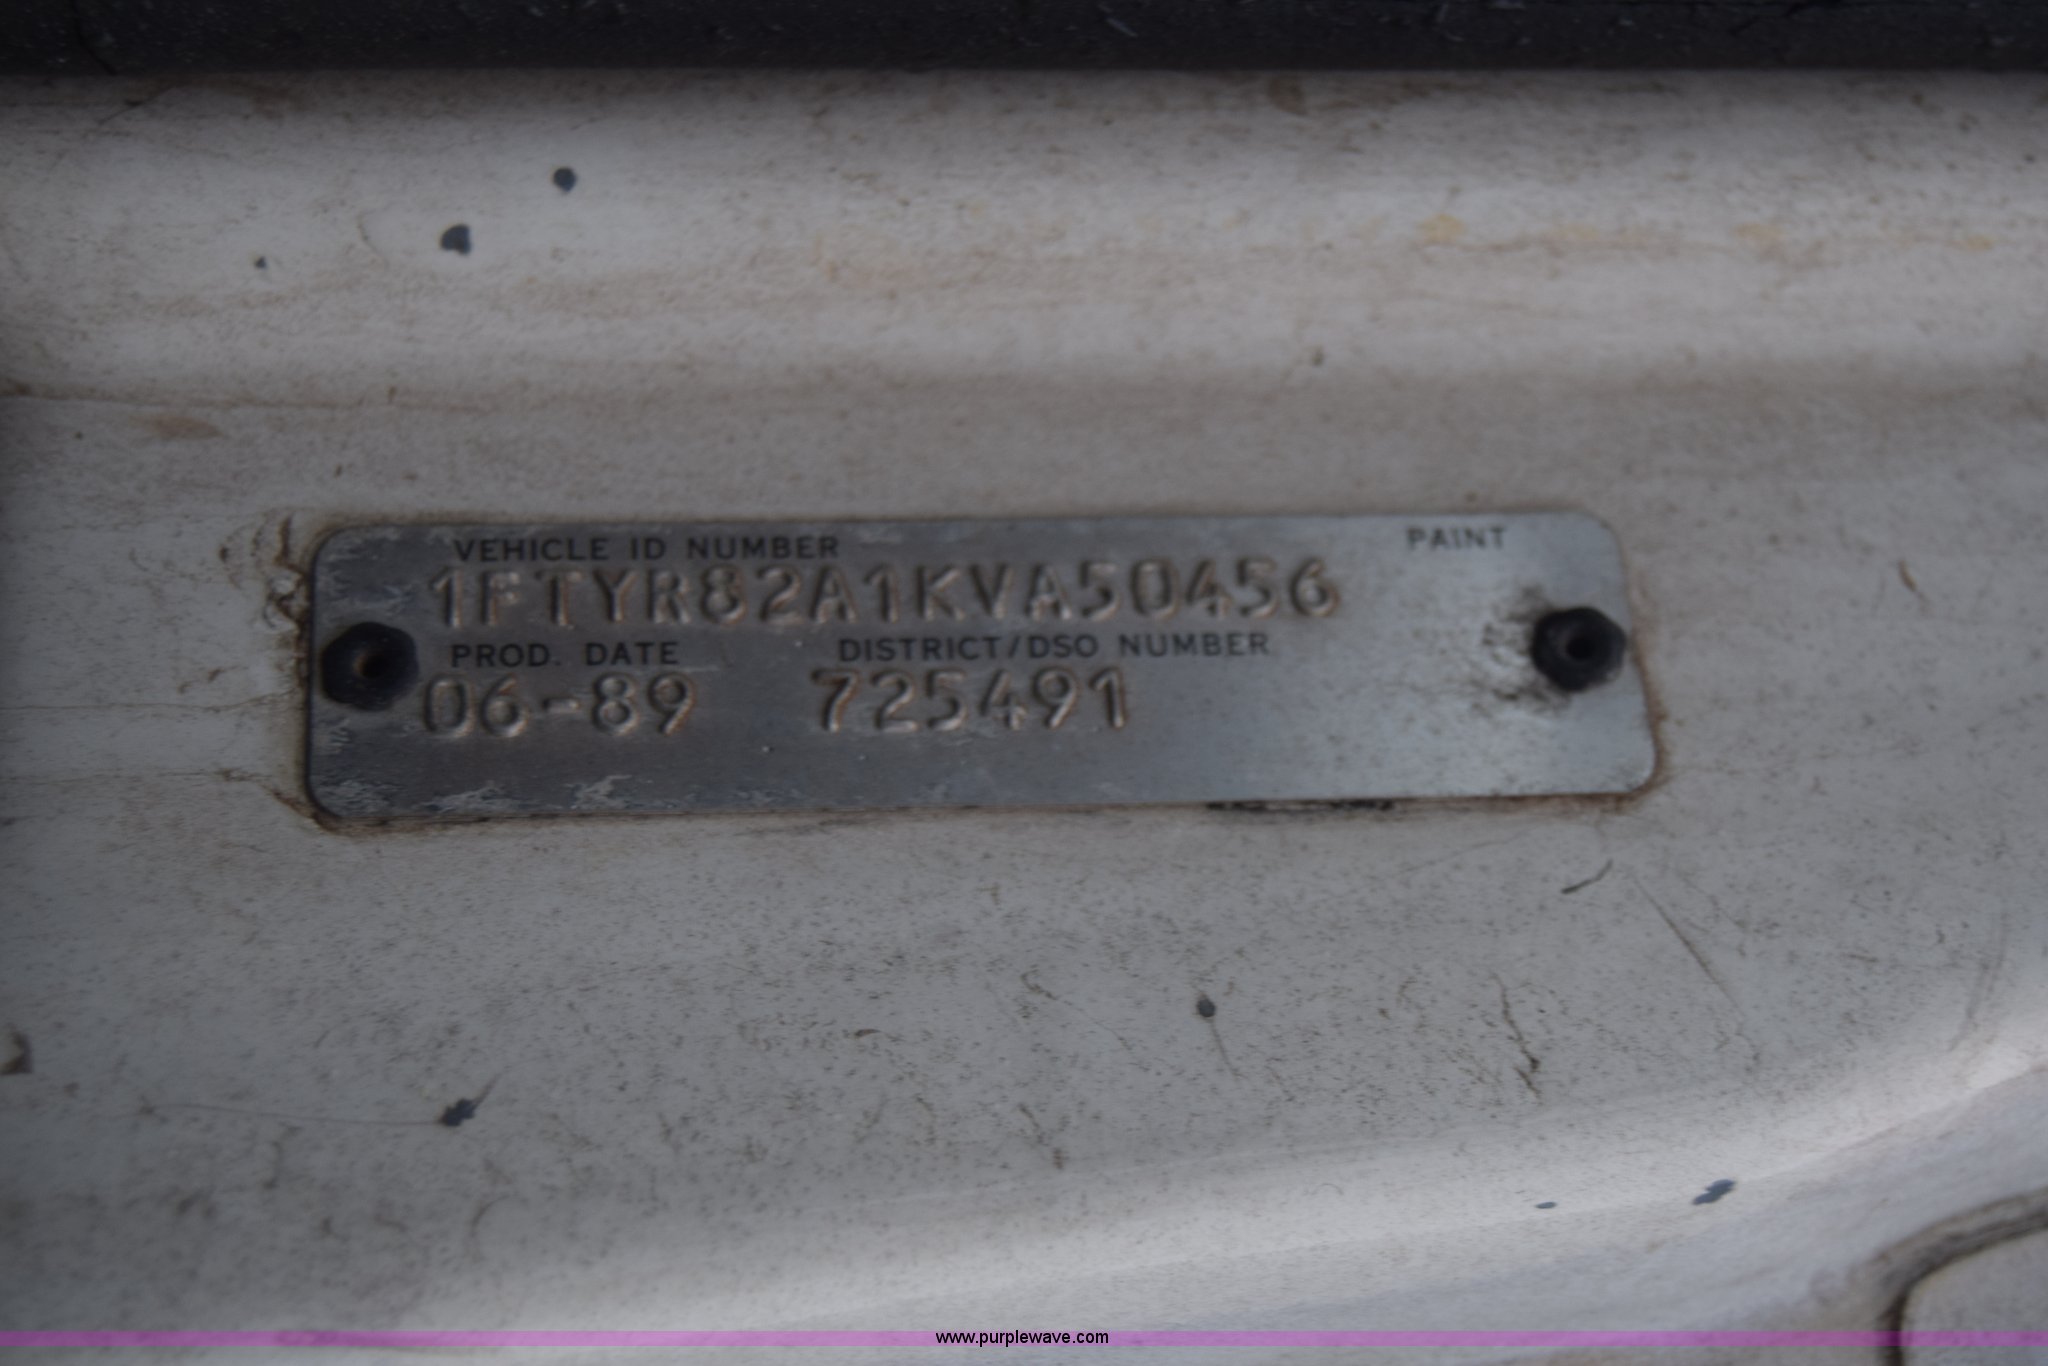 VEHICLE ID NUMBER PAINT
1FTYR82A1KVA50456
PROD. DATE DISTRICT/DSO NUMBER
06-89 725491
www.purplewave.com